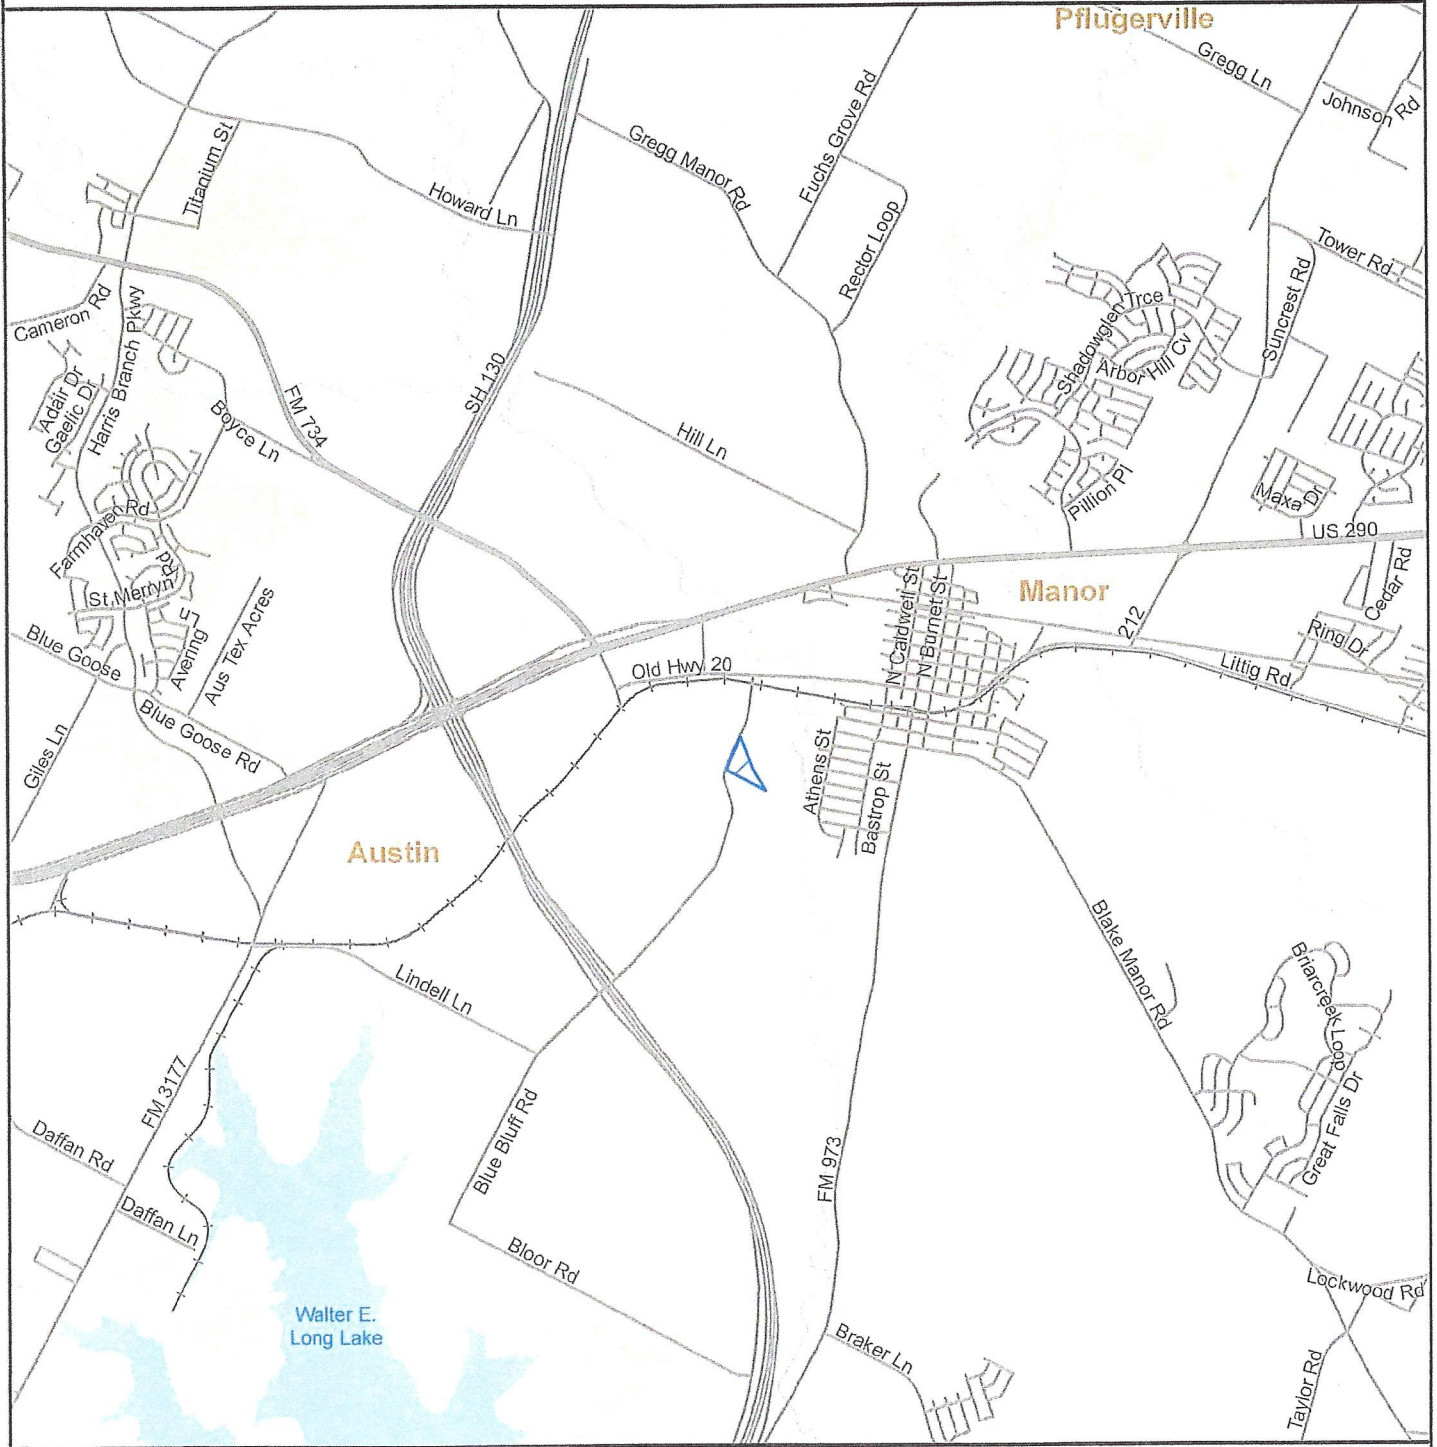 Pflugerville
Gregg Ln
Johnson Rd
Fuchs Grove Rd
Gregg Manor Rd
Titanium St
Howard Ln
Rector Loop
Tower Rd
Suncrest Rd
Cameron Rd
Harris Branch Pkwy
Shadowglen Trce
Arbor Hill Cv
SH 130
Adair Dr
Gaelic Dr
FM 734
Boyce Ln
Hill Ln
Pillion Pl
Maxa Dr
Farmhaven Rd
US 290
St Merryn Rd
Manor
N Caldwell St
N Burnet St
Cedar Rd
Aus Tex Acres
Avering Ln
212
Ring Dr
Blue Goose
Old Hwy 20
Littig Rd
Blue Goose Rd
Giles Ln
Athens St
Bastrop St
Austin
Blake Manor Rd
Briarcreek Loop
Lindell Ln
FM 3177
Blue Bluff Rd
Great Falls Dr
Daffan Rd
FM 973
Daffan Ln
Bloor Rd
Lockwood Rd
Walter E.
Long Lake
Braker Ln
Taylor Rd